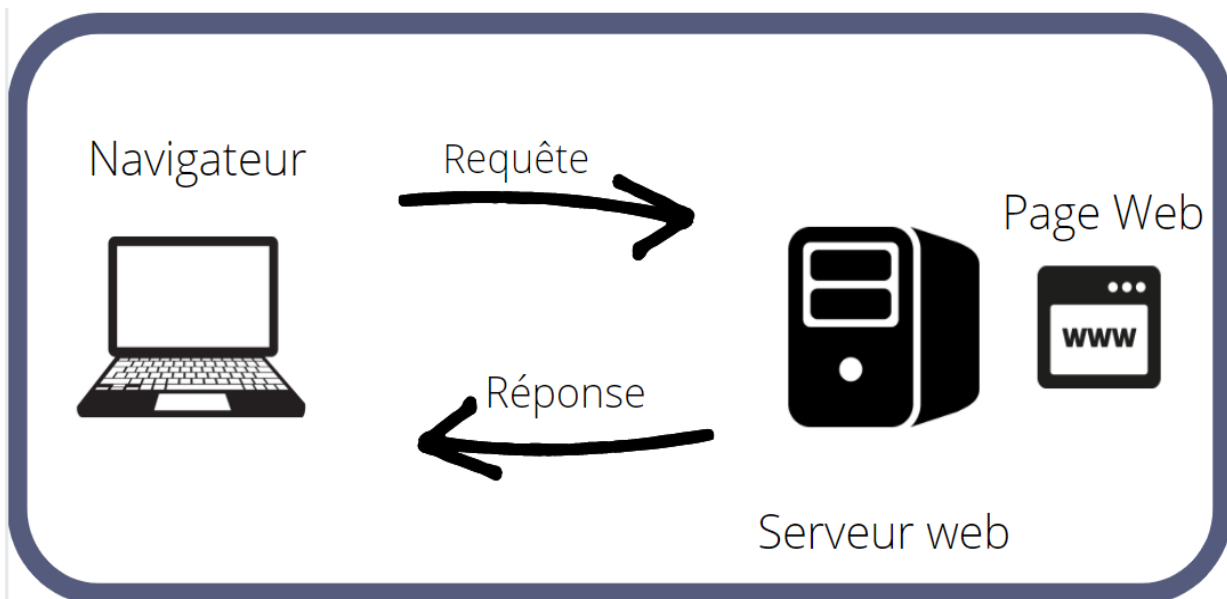 Navigateur
Requête
Page Web
www
Réponse
Serveur web